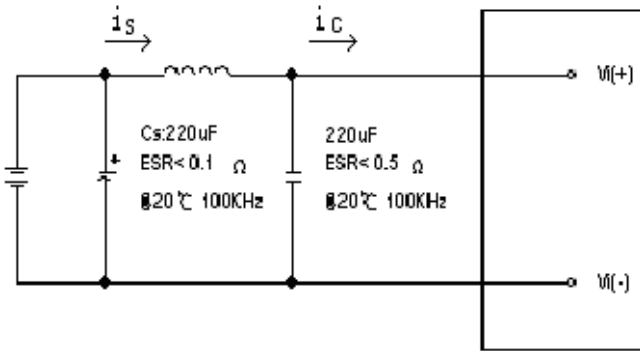 iS
iC
Vi(+)
Cs:220uF
ESR<0.1 Ω
@20℃ 100KHz
220uF
ESR<0.5 Ω
@20℃ 100KHz
+
Vi(-)